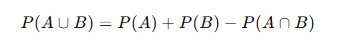 P(A ∪ B) = P(A) + P(B) − P(A ∩ B)